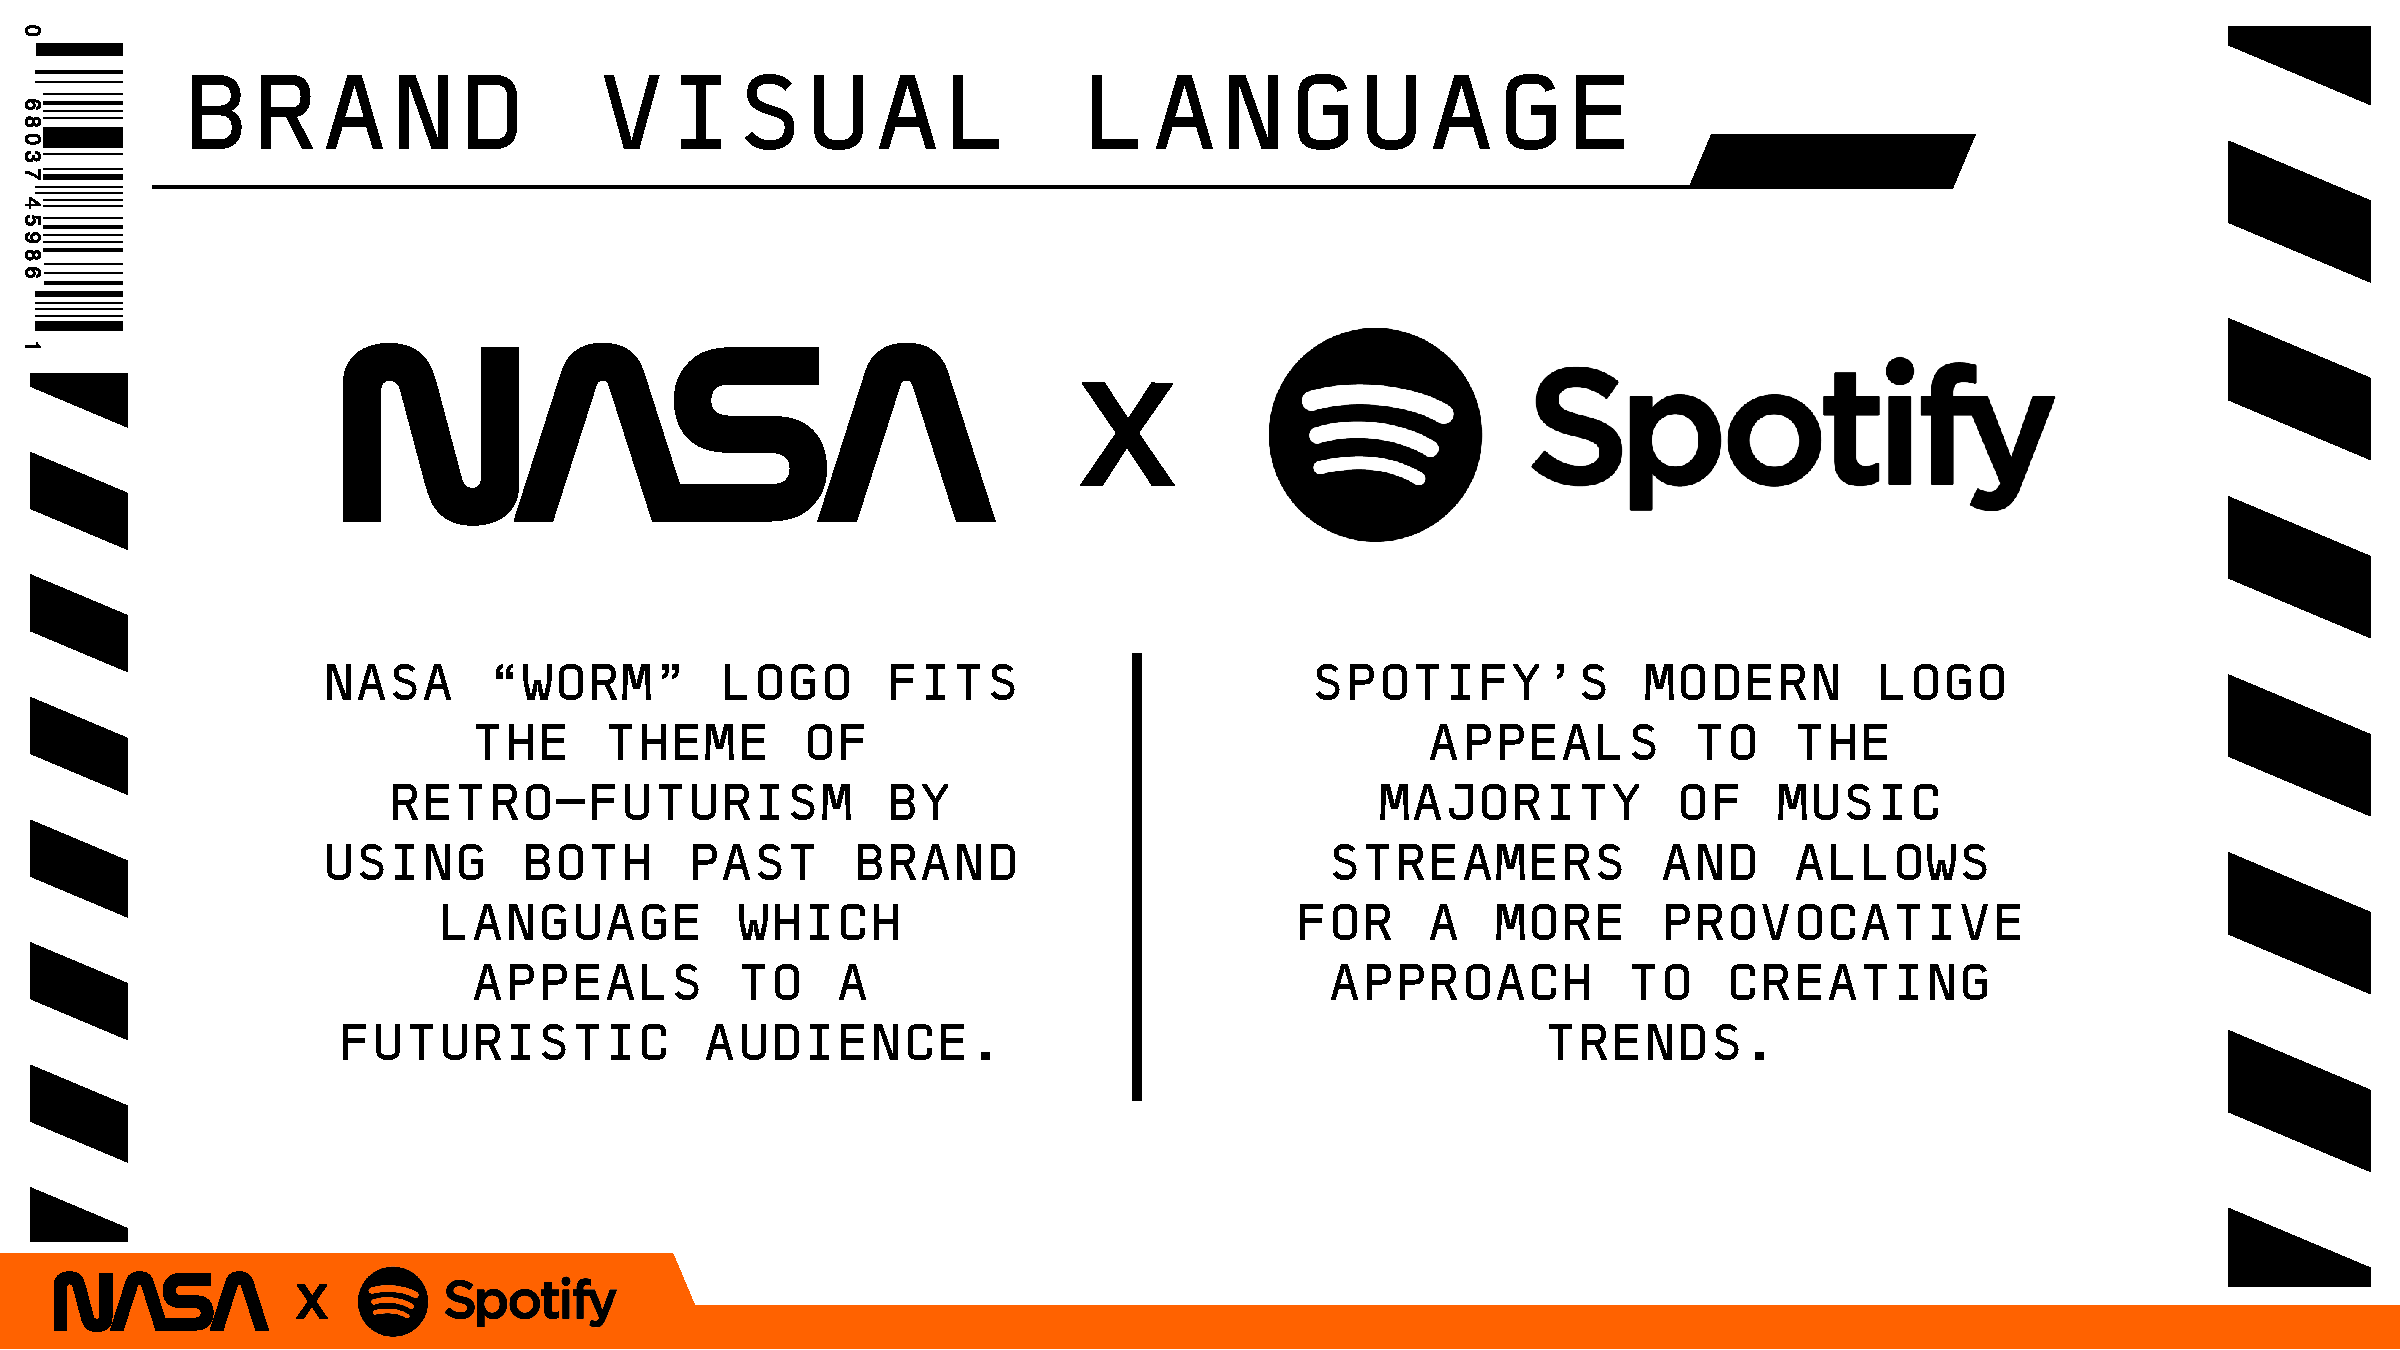 0 68037 45986 1
BRAND VISUAL LANGUAGE
NASA x Spotify
NASA “WORM” LOGO FITS
THE THEME OF
RETRO–FUTURISM BY
USING BOTH PAST BRAND
LANGUAGE WHICH
APPEALS TO A
FUTURISTIC AUDIENCE.
SPOTIFY’S MODERN LOGO
APPEALS TO THE
MAJORITY OF MUSIC
STREAMERS AND ALLOWS
FOR A MORE PROVOCATIVE
APPROACH TO CREATING
TRENDS.
NASA x Spotify